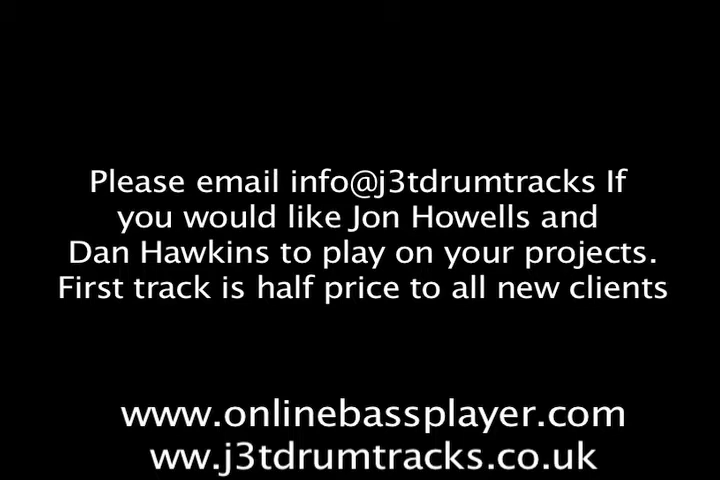 Please email info@j3tdrumtracks If
you would like Jon Howells and
Dan Hawkins to play on your projects.
First track is half price to all new clients
www.onlinebassplayer.com
ww.j3tdrumtracks.co.uk